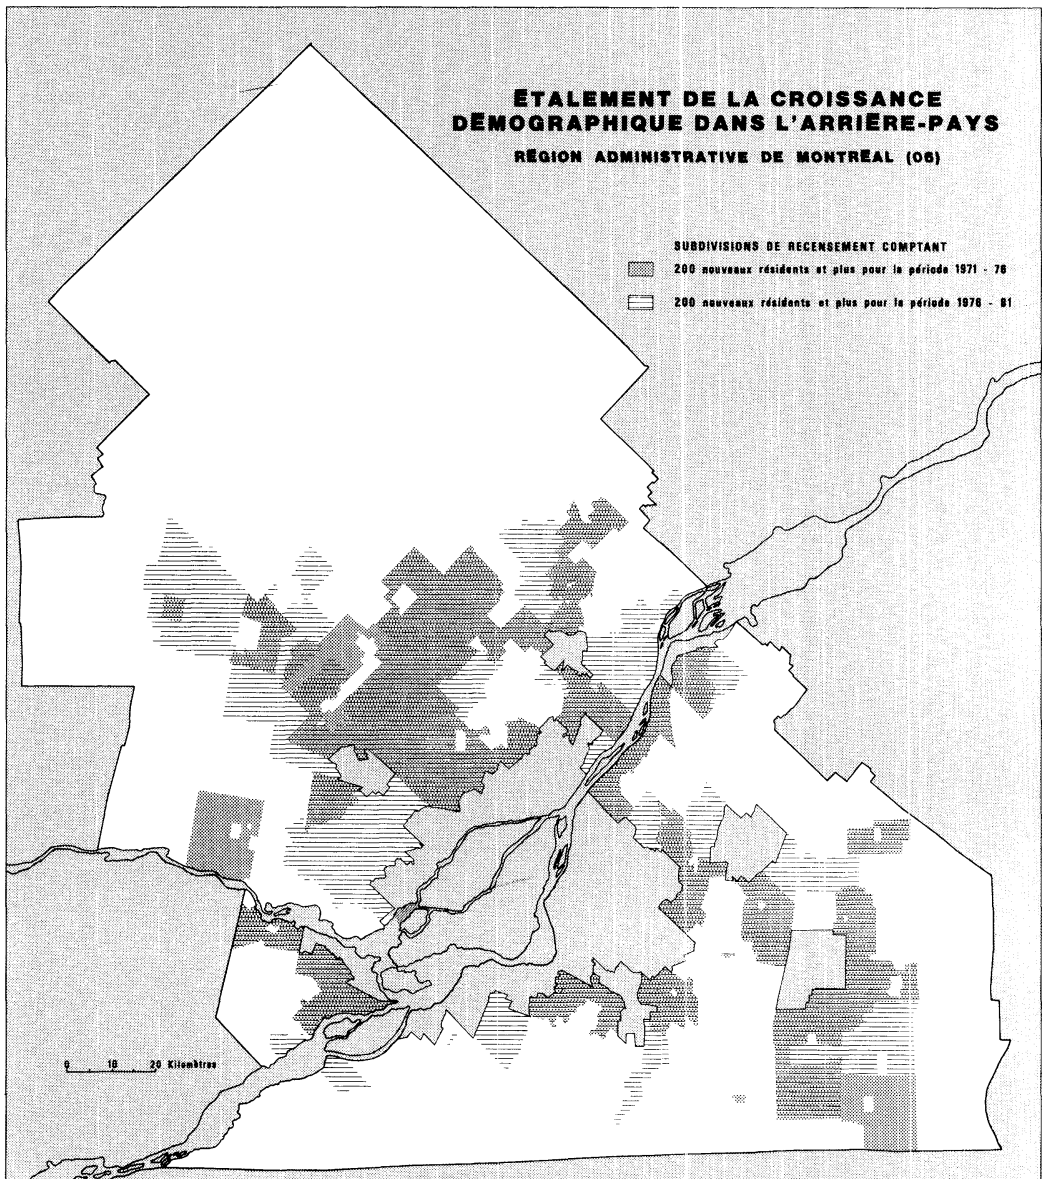 ÉTALEMENT DE LA CROISSANCE
DÉMOGRAPHIQUE DANS L'ARRIÈRE-PAYS
RÉGION ADMINISTRATIVE DE MONTRÉAL (06)
SUBDIVISIONS DE RECENSEMENT COMPTANT
200 nouveaux résidents et plus pour la période 1971 - 76
200 nouveaux résidents et plus pour la période 1976 - 81
0 10 20 Kilomètres